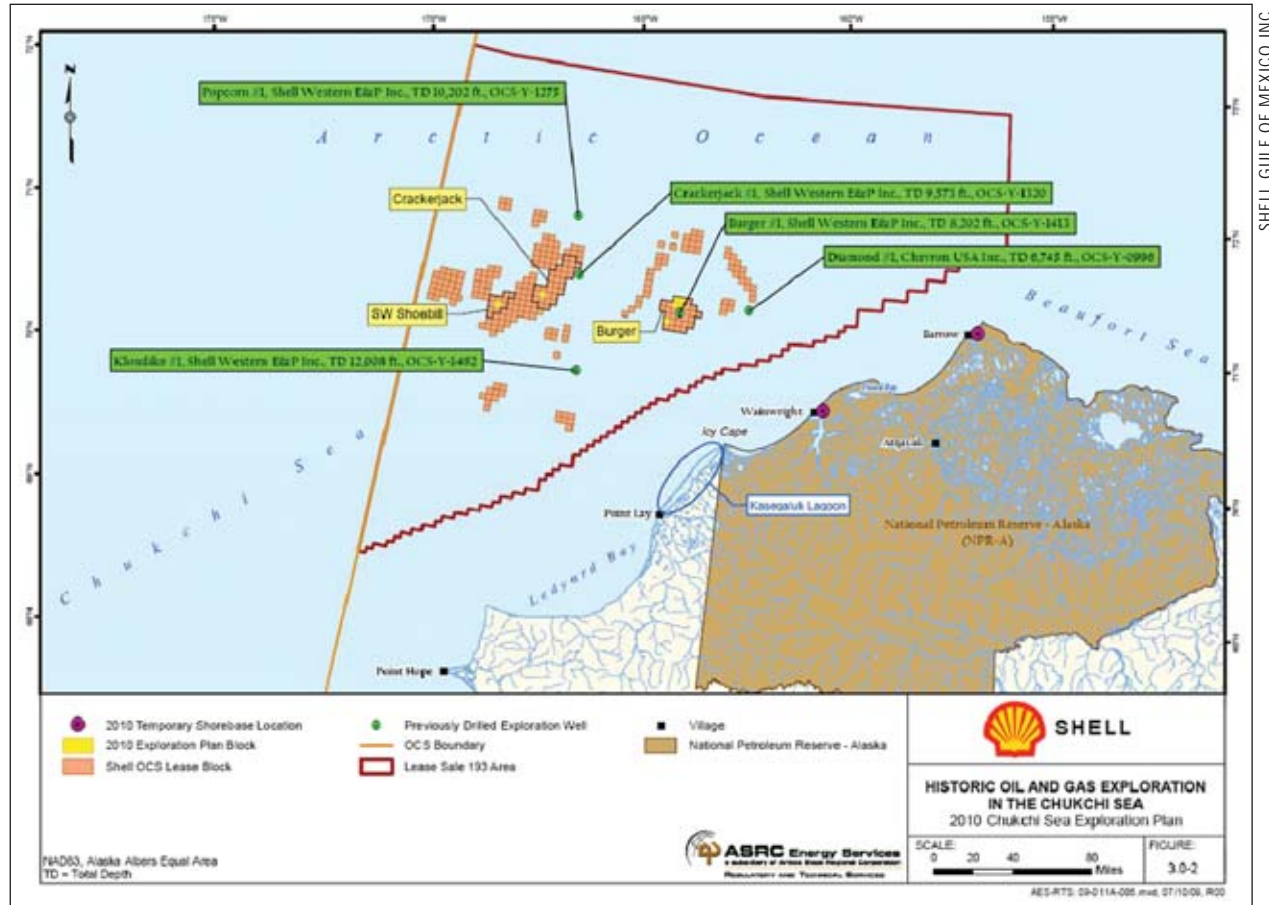 Popcorn #1, Shell Western E&P Inc., TD 10,202 ft., OCS-Y-1275
Arctic Ocean
Crackerjack
Crackerjack #1, Shell Western E&P Inc., TD 9,573 ft., OCS-Y-1320
Burger #1, Shell Western E&P Inc., TD 8,202 ft., OCS-Y-1413
Diamond #1, Chevron USA Inc., TD 6,745 ft., OCS-Y-0996
SW Shoebill
Burger
Klondike #1, Shell Western E&P Inc., TD 12,008 ft., OCS-Y-1482
Beaufort Sea
Barrow
Wainwright
Icy Cape
Atqasuk
Chukchi Sea
Kasegaluk Lagoon
Point Lay
National Petroleum Reserve - Alaska
(NPR-A)
Ledyard Bay
Point Hope
2010 Temporary Shorebase Location
2010 Exploration Plan Block
Shell OCS Lease Block
Previously Drilled Exploration Well
OCS Boundary
Lease Sale 193 Area
Village
National Petroleum Reserve - Alaska
SHELL
HISTORIC OIL AND GAS EXPLORATION
IN THE CHUKCHI SEA
2010 Chukchi Sea Exploration Plan
NAD83, Alaska Albers Equal Area
TD = Total Depth
ASRC Energy Services
REGULATORY AND TECHNICAL SERVICES
SCALE:
0 20 40 80
Miles
FIGURE:
3.0-2
SHELL GULF OF MEXICO INC.